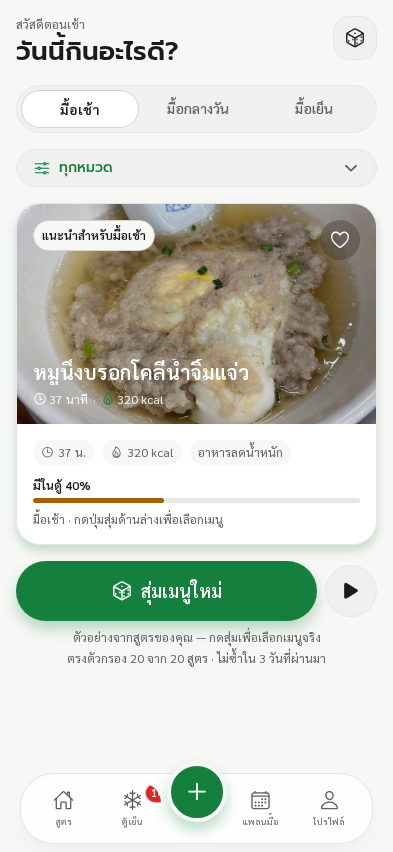 สวัสดีตอนเช้า
วันนี้กินอะไรดี?
มื้อเช้า
มื้อกลางวัน
มื้อเย็น
ทุกหมวด
แนะนำสำหรับมื้อเช้า
หมูนึ่งบรอกโคลีน้ำจิ้มแจ่ว
37 นาที · 320 kcal
37 น.
320 kcal
อาหารลดน้ำหนัก
มีในตู้ 40%
มื้อเช้า · กดปุ่มสุ่มด้านล่างเพื่อเลือกเมนู
สุ่มเมนูใหม่
ตัวอย่างจากสูตรของคุณ — กดสุ่มเพื่อเลือกเมนูจริง
ตรงตัวกรอง 20 จาก 20 สูตร · ไม่ซ้ำใน 3 วันที่ผ่านมา
สูตร
ตู้เย็น
แพลนมื้อ
โปรไฟล์